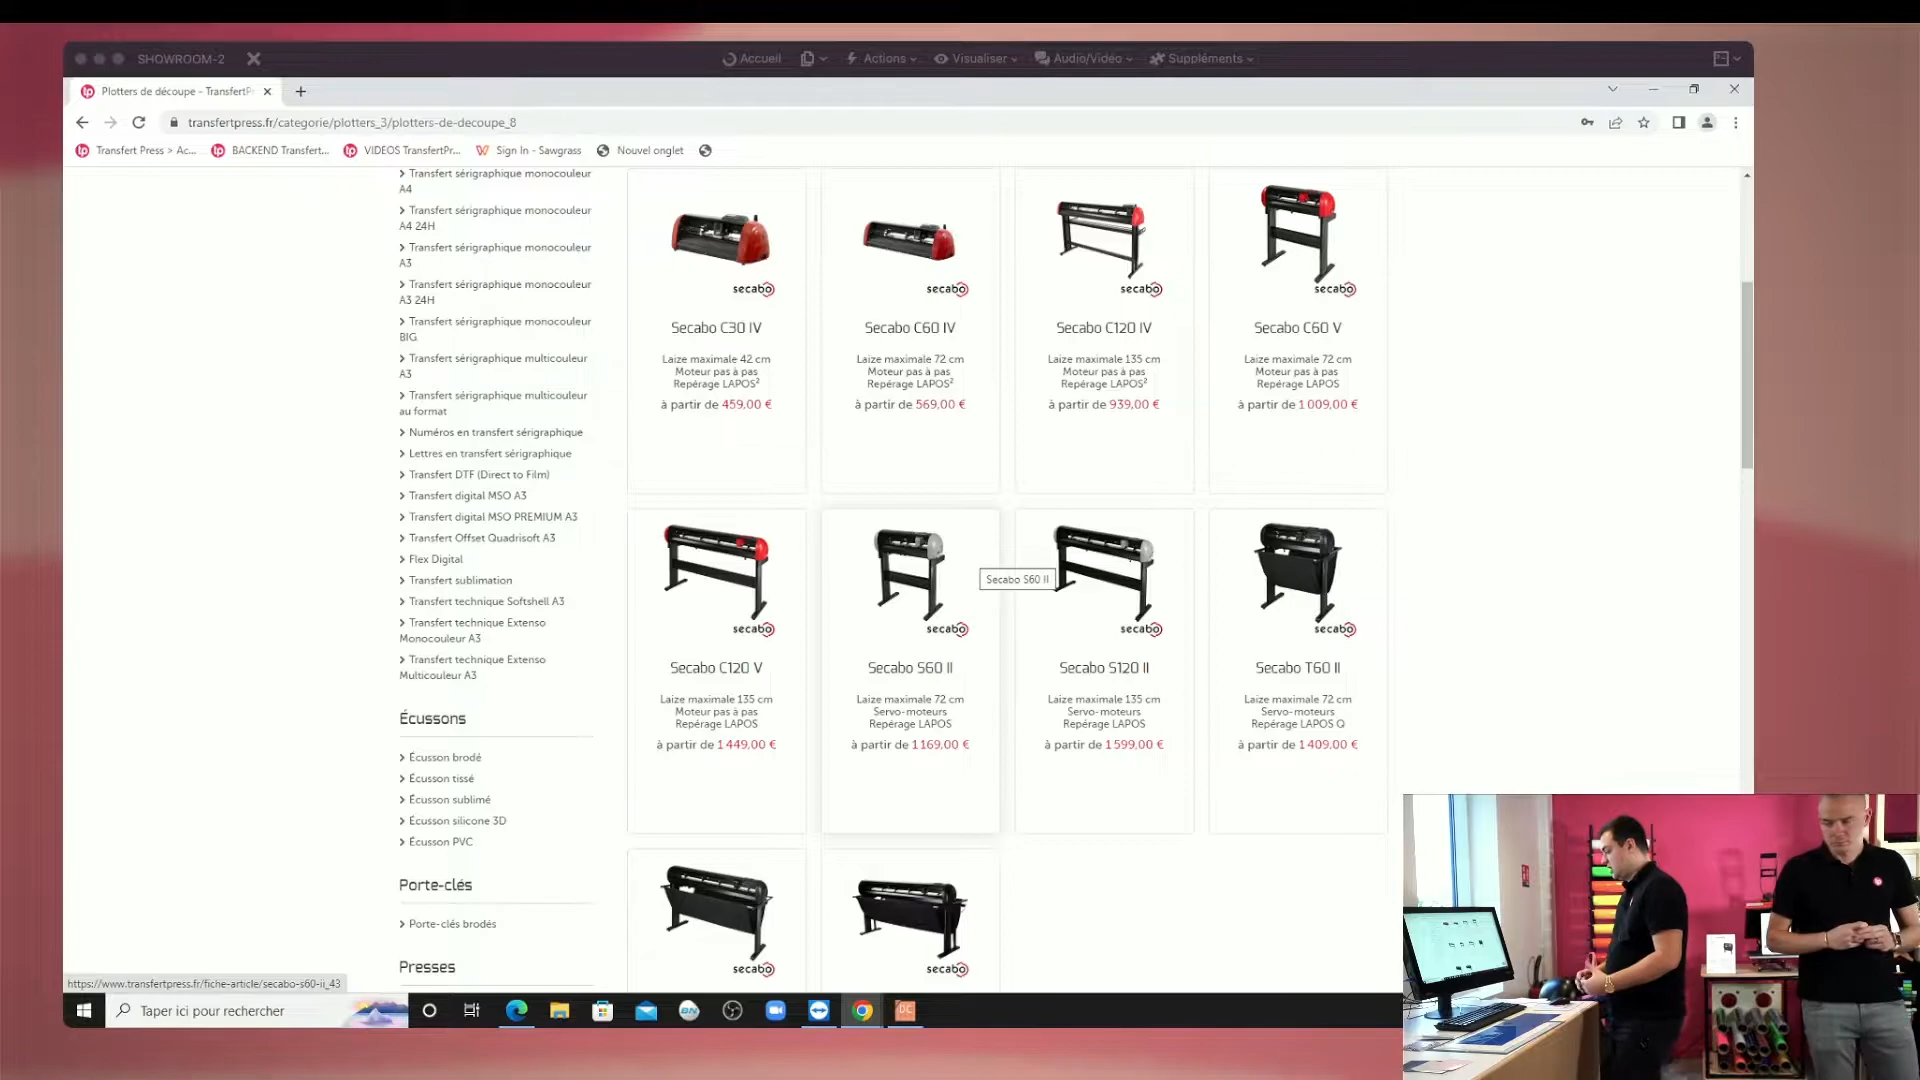 SHOWROOM-2
Accueil
Actions
Visualiser
Audio/Vidéo
Suppléments
Plotters de découpe - TransfertPr
transfertpress.fr/categorie/plotters_3/plotters-de-decoupe_8
Transfert Press > Ac...
BACKEND Transfert...
VIDEOS TransfertPr...
Sign In - Sawgrass
Nouvel onglet
Transfert sérigraphique monocouleur
A4
Transfert sérigraphique monocouleur
A4 24H
Transfert sérigraphique monocouleur
A3
Transfert sérigraphique monocouleur
A3 24H
Transfert sérigraphique monocouleur
BIG
Transfert sérigraphique multicouleur
A3
Transfert sérigraphique multicouleur
au format
Numéros en transfert sérigraphique
Lettres en transfert sérigraphique
Transfert DTF (Direct to Film)
Transfert digital MSO A3
Transfert digital MSO PREMIUM A3
Transfert Offset Quadrisoft A3
Flex Digital
Transfert sublimation
Transfert technique Softshell A3
Transfert technique Extenso
Monocouleur A3
Transfert technique Extenso
Multicouleur A3
Écussons
Écusson brodé
Écusson tissé
Écusson sublimé
Écusson silicone 3D
Écusson PVC
Porte-clés
Porte-clés brodés
Presses
secabo
Secabo C30 IV
Laize maximale 42 cm
Moteur pas à pas
Repérage LAPOS²
à partir de 459,00 €
secabo
Secabo C60 IV
Laize maximale 72 cm
Moteur pas à pas
Repérage LAPOS²
à partir de 569,00 €
secabo
Secabo C120 IV
Laize maximale 135 cm
Moteur pas à pas
Repérage LAPOS²
à partir de 939,00 €
secabo
Secabo C60 V
Laize maximale 72 cm
Moteur pas à pas
Repérage LAPOS
à partir de 1 009,00 €
secabo
Secabo C120 V
Laize maximale 135 cm
Moteur pas à pas
Repérage LAPOS
à partir de 1 449,00 €
secabo
Secabo S60 II
Laize maximale 72 cm
Servo-moteurs
Repérage LAPOS
à partir de 1 169,00 €
Secabo S60 II
secabo
Secabo S120 II
Laize maximale 135 cm
Servo-moteurs
Repérage LAPOS
à partir de 1 599,00 €
secabo
Secabo T60 II
Laize maximale 72 cm
Servo-moteurs
Repérage LAPOS Q
à partir de 1 409,00 €
secabo
secabo
https://www.transfertpress.fr/fiche-article/secabo-s60-ii_43
Taper ici pour rechercher
BN
DC